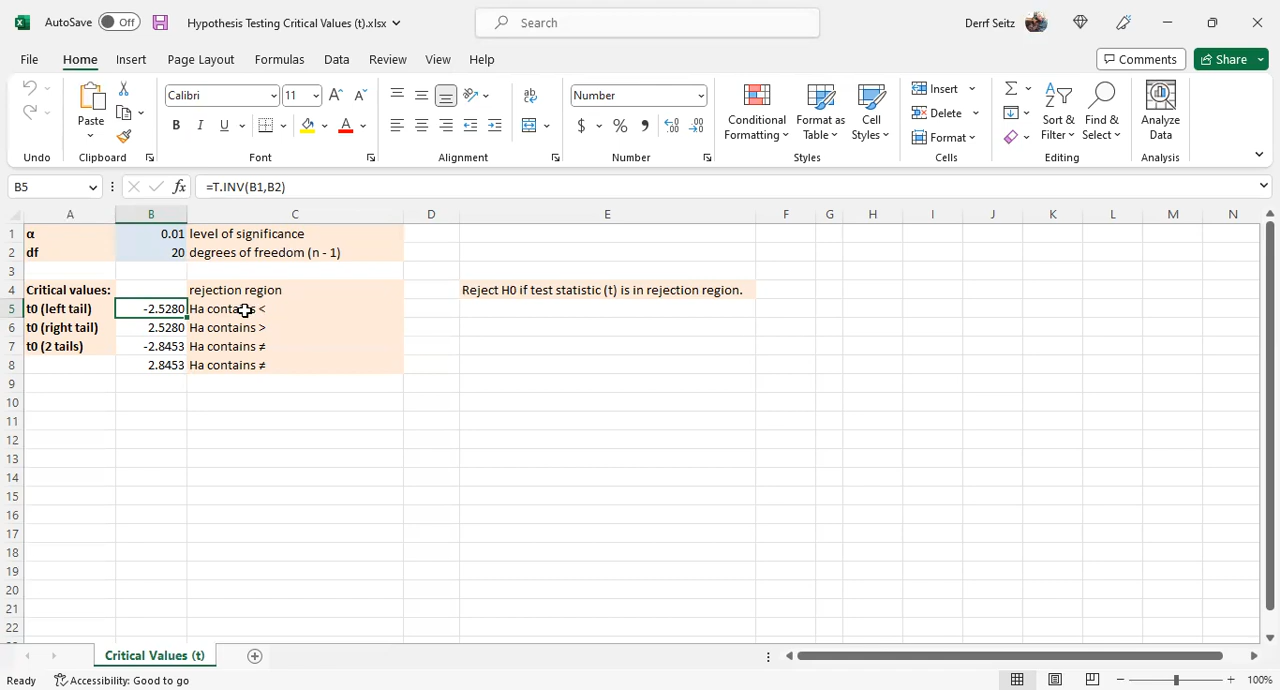 AutoSave Off Hypothesis Testing Critical Values (t).xlsx Search Derrf Seitz
File Home Insert Page Layout Formulas Data Review View Help Comments Share
Paste
Calibri 11
B I U A
ab
Number
$ % 9
Conditional Formatting
Format as Table
Cell Styles
Insert
Delete
Format
Sort & Filter
Find & Select
Analyze Data
Undo Clipboard Font Alignment Number Styles Cells Editing Analysis
B5 fx =T.INV(B1,B2)
A B C D E F G H I J K L M N
1 α 0.01 level of significance
2 df 20 degrees of freedom (n - 1)
3
4 Critical values: rejection region Reject H0 if test statistic (t) is in rejection region.
5 t0 (left tail) -2.5280 Ha contains <
6 t0 (right tail) 2.5280 Ha contains >
7 t0 (2 tails) -2.8453 Ha contains ≠
8 2.8453 Ha contains ≠
9
10
11
12
13
14
15
16
17
18
19
20
21
22
Critical Values (t)
Ready Accessibility: Good to go 100%